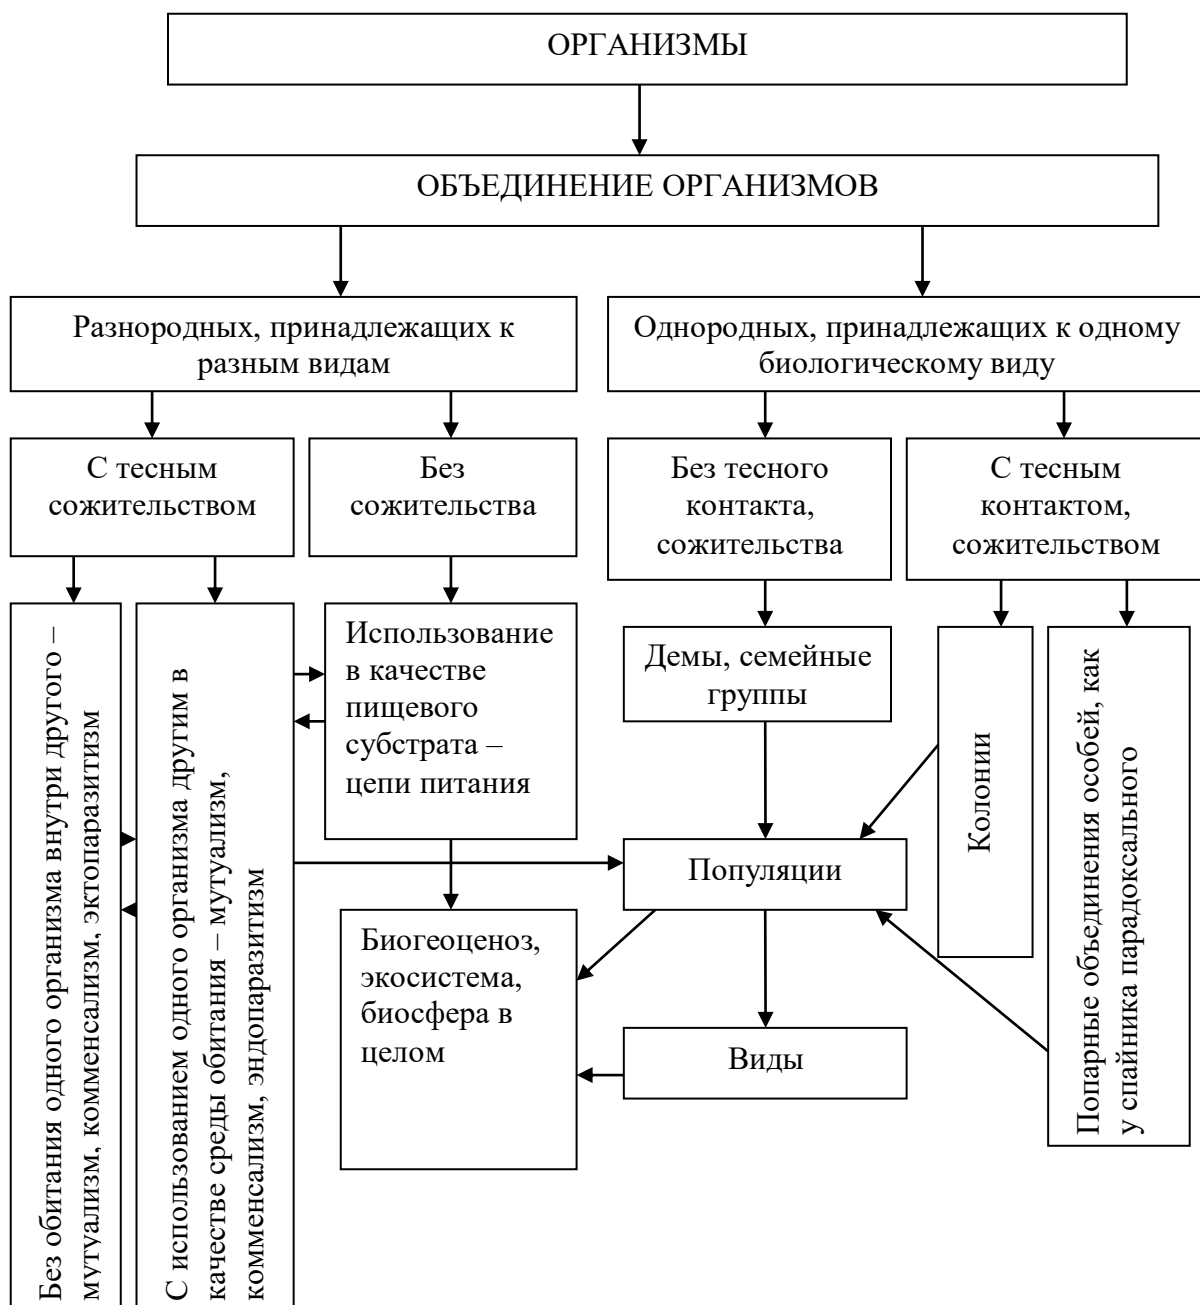 ОРГАНИЗМЫ
ОБЪЕДИНЕНИЕ ОРГАНИЗМОВ
Разнородных, принадлежащих к
разным видам
Однородных, принадлежащих к одному
биологическому виду
С тесным
сожительством
Без
сожительства
Без тесного
контакта,
сожительства
С тесным
контактом,
сожительством
Без обитания одного организма внутри другого –
мутуализм, комменсализм, эктопаразитизм
С использованием одного организма другим в
качестве среды обитания – мутуализм,
комменсализм, эндопаразитизм
Использование
в качестве
пищевого
субстрата –
цепи питания
Демы, семейные
группы
Колонии
Попарные объединения особей, как
у спайника парадоксального
Популяции
Биогеоценоз,
экосистема,
биосфера в
целом
Виды